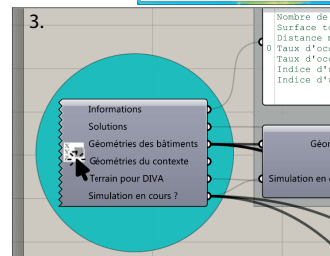 3.
Informations
Solutions
Géométries des bâtiments
Géométries du contexte
Terrain pour DIVA
Simulation en cours ?
Nombre de
Surface to
Distance m
0 Taux d'occ
Taux d'occ
Indice d'u
Indice d'u
Géom
Simulation en c